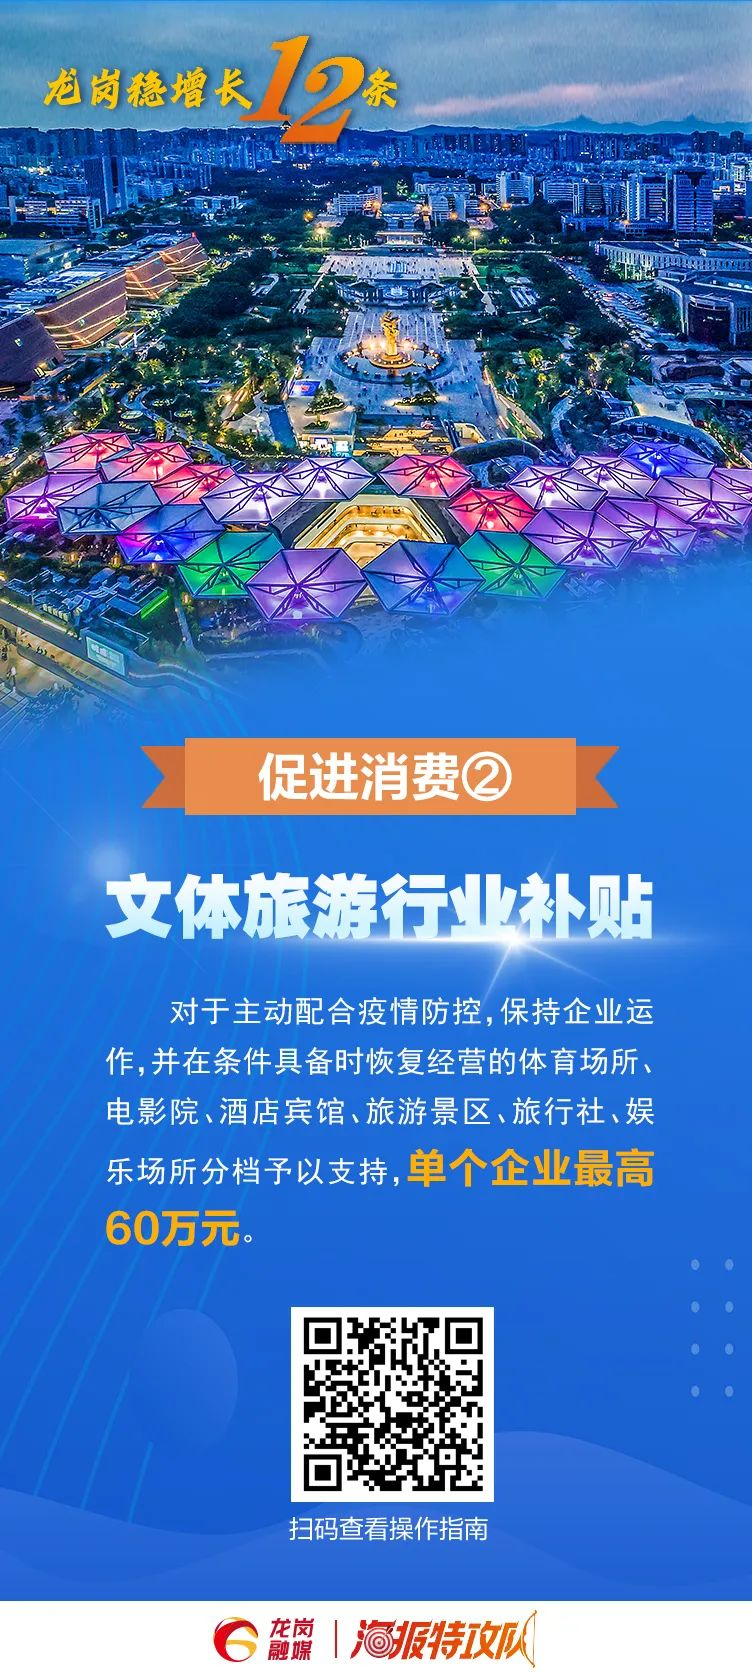 龙岗稳增长12条
促进消费②
文体旅游行业补贴
对于主动配合疫情防控,保持企业运
作,并在条件具备时恢复经营的体育场所、
电影院、酒店宾馆、旅游景区、旅行社、娱
乐场所分档予以支持,单个企业最高
60万元。
扫码查看操作指南
龙岗
融媒
海报特攻队